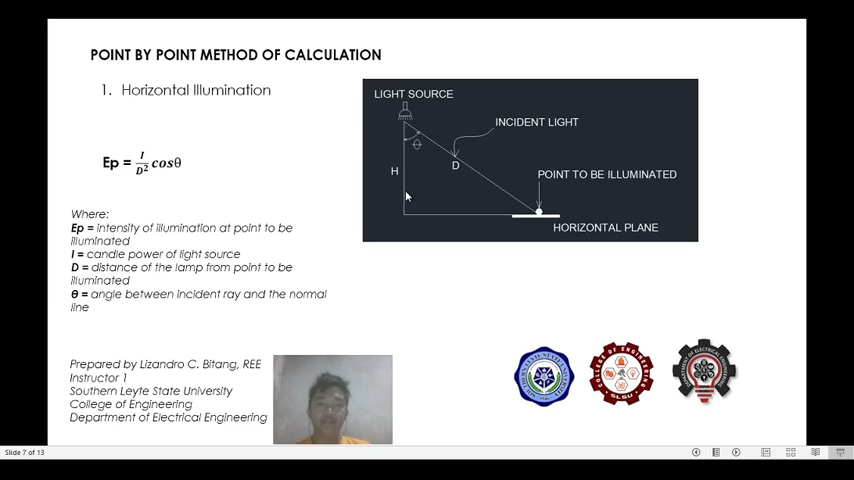 POINT BY POINT METHOD OF CALCULATION
1. Horizontal Illumination
Ep = I/D² cosθ
Where:
Ep = intensity of illumination at point to be
illuminated
I = candle power of light source
D = distance of the lamp from point to be
illuminated
θ = angle between incident ray and the normal
line
LIGHT SOURCE
INCIDENT LIGHT
θ
D
H
POINT TO BE ILLUMINATED
HORIZONTAL PLANE
Prepared by Lizandro C. Bitang, REE
Instructor 1
Southern Leyte State University
College of Engineering
Department of Electrical Engineering
COLLEGE OF ENGINEERING
SLSU
Slide 7 of 13